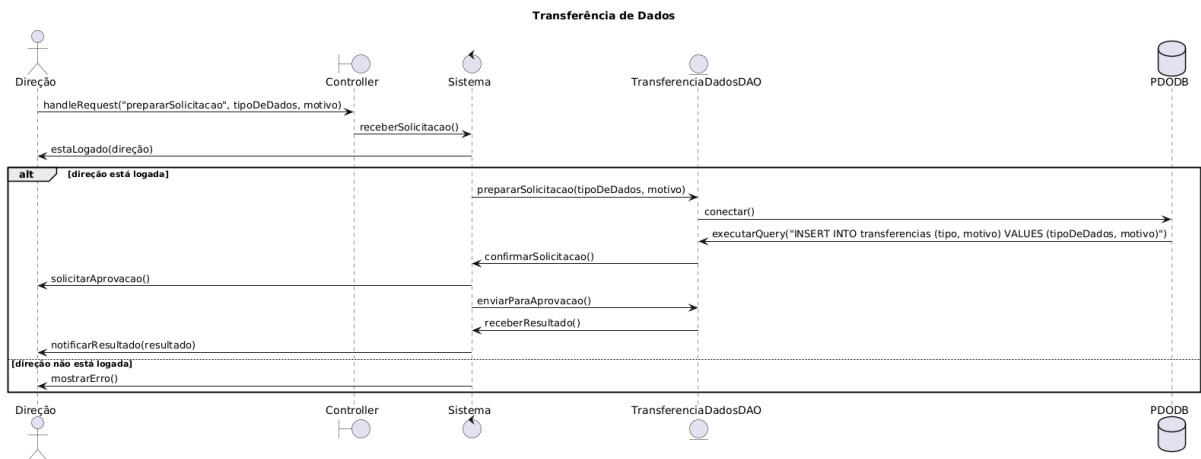 Transferência de Dados
Direção
Controller
Sistema
TransferenciaDadosDAO
PDODB
handleRequest("prepararSolicitacao", tipoDeDados, motivo)
receberSolicitacao()
estaLogado(direção)
alt [direção está logada]
prepararSolicitacao(tipoDeDados, motivo)
conectar()
executarQuery("INSERT INTO transferencias (tipo, motivo) VALUES (tipoDeDados, motivo)")
confirmarSolicitacao()
solicitarAprovacao()
enviarParaAprovacao()
receberResultado()
notificarResultado(resultado)
[direção não está logada]
mostrarErro()
Direção
Controller
Sistema
TransferenciaDadosDAO
PDODB